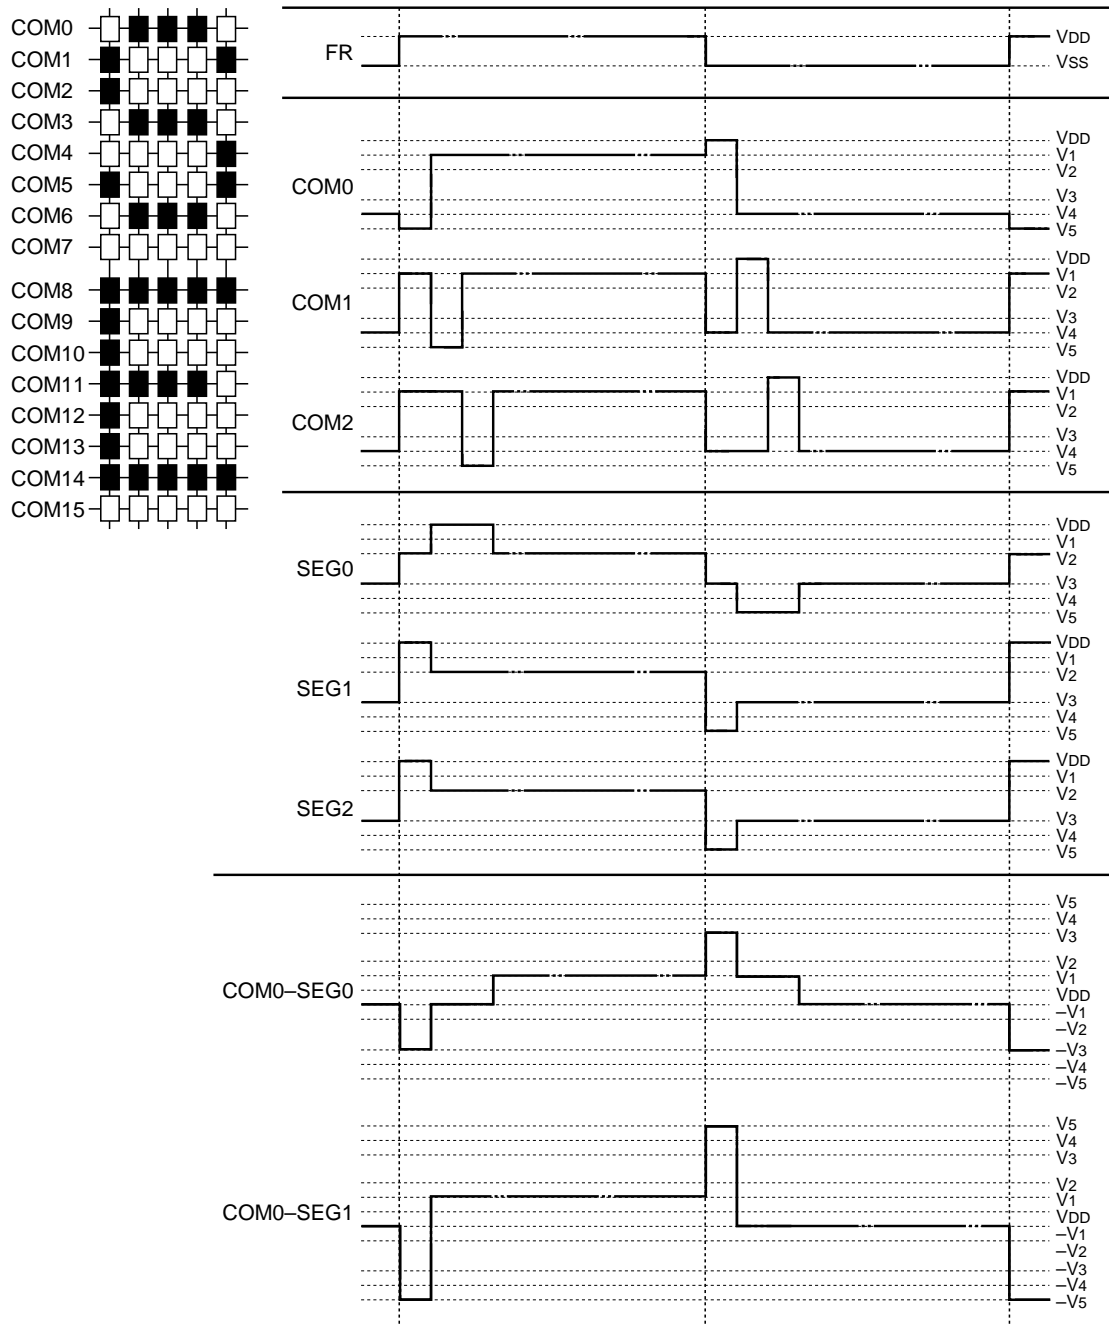 COM0
COM1
COM2
COM3
COM4
COM5
COM6
COM7
COM8
COM9
COM10
COM11
COM12
COM13
COM14
COM15
FR
VDD
VSS
COM0
VDD
V1
V2
V3
V4
V5
COM1
VDD
V1
V2
V3
V4
V5
COM2
VDD
V1
V2
V3
V4
V5
SEG0
VDD
V1
V2
V3
V4
V5
SEG1
VDD
V1
V2
V3
V4
V5
SEG2
VDD
V1
V2
V3
V4
V5
COM0–SEG0
V5
V4
V3
V2
V1
VDD
–V1
–V2
–V3
–V4
–V5
COM0–SEG1
V5
V4
V3
V2
V1
VDD
–V1
–V2
–V3
–V4
–V5